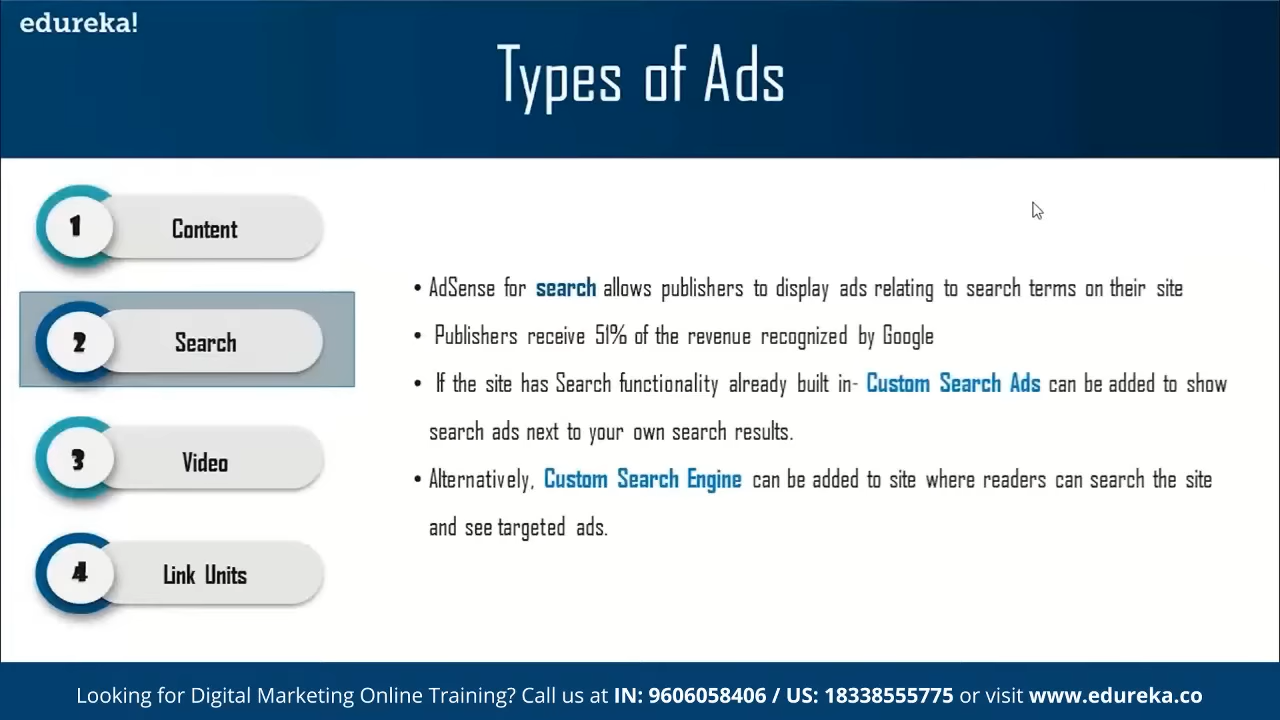 edureka!
Types of Ads
1 Content
2 Search
3 Video
4 Link Units
• AdSense for search allows publishers to display ads relating to search terms on their site
• Publishers receive 51% of the revenue recognized by Google
• If the site has Search functionality already built in- Custom Search Ads can be added to show
search ads next to your own search results.
• Alternatively, Custom Search Engine can be added to site where readers can search the site
and see targeted ads.
Looking for Digital Marketing Online Training? Call us at IN: 9606058406 / US: 18338555775 or visit www.edureka.co